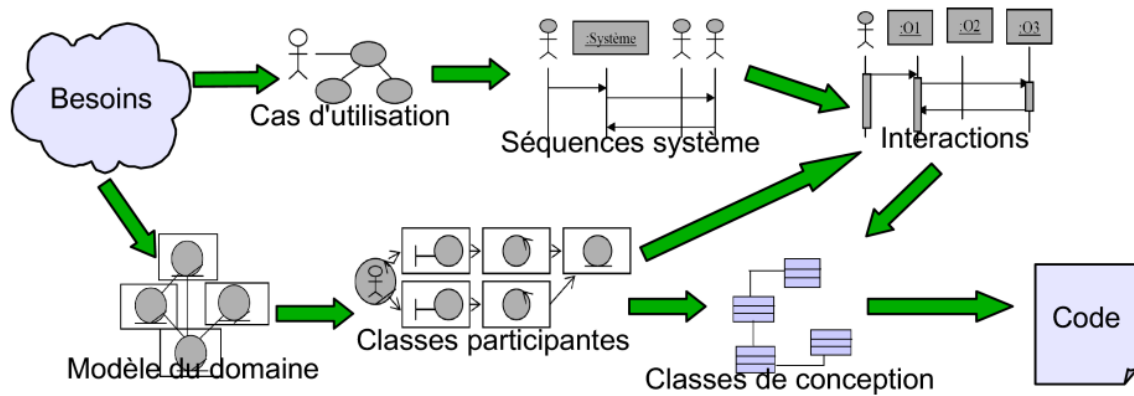 Besoins
Cas d'utilisation
:Système
Séquences système
:O1
:O2
:O3
Interactions
Modèle du domaine
Classes participantes
Classes de conception
Code